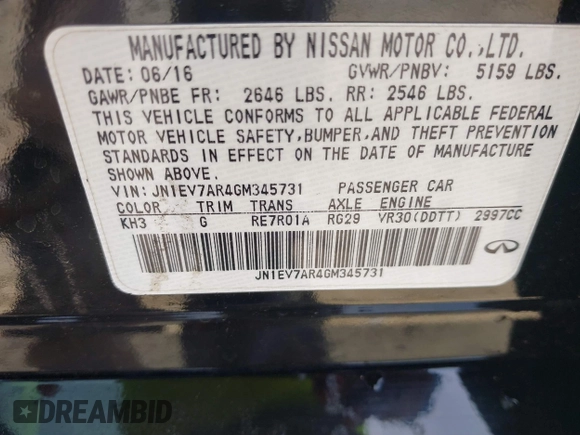 MANUFACTURED BY NISSAN MOTOR CO.,LTD.
DATE: 06/16 GVWR/PNBV: 5159 LBS.
GAWR/PNBE FR: 2646 LBS. RR: 2546 LBS.
THIS VEHICLE CONFORMS TO ALL APPLICABLE FEDERAL
MOTOR VEHICLE SAFETY,BUMPER,AND THEFT PREVENTION
STANDARDS IN EFFECT ON THE DATE OF MANUFACTURE
SHOWN ABOVE.
VIN: JN1EV7AR4GM345731 PASSENGER CAR
COLOR TRIM TRANS AXLE ENGINE
KH3 G RE7R01A RG29 VR30(DDTT) 2997CC
JN1EV7AR4GM345731
DREAMBID